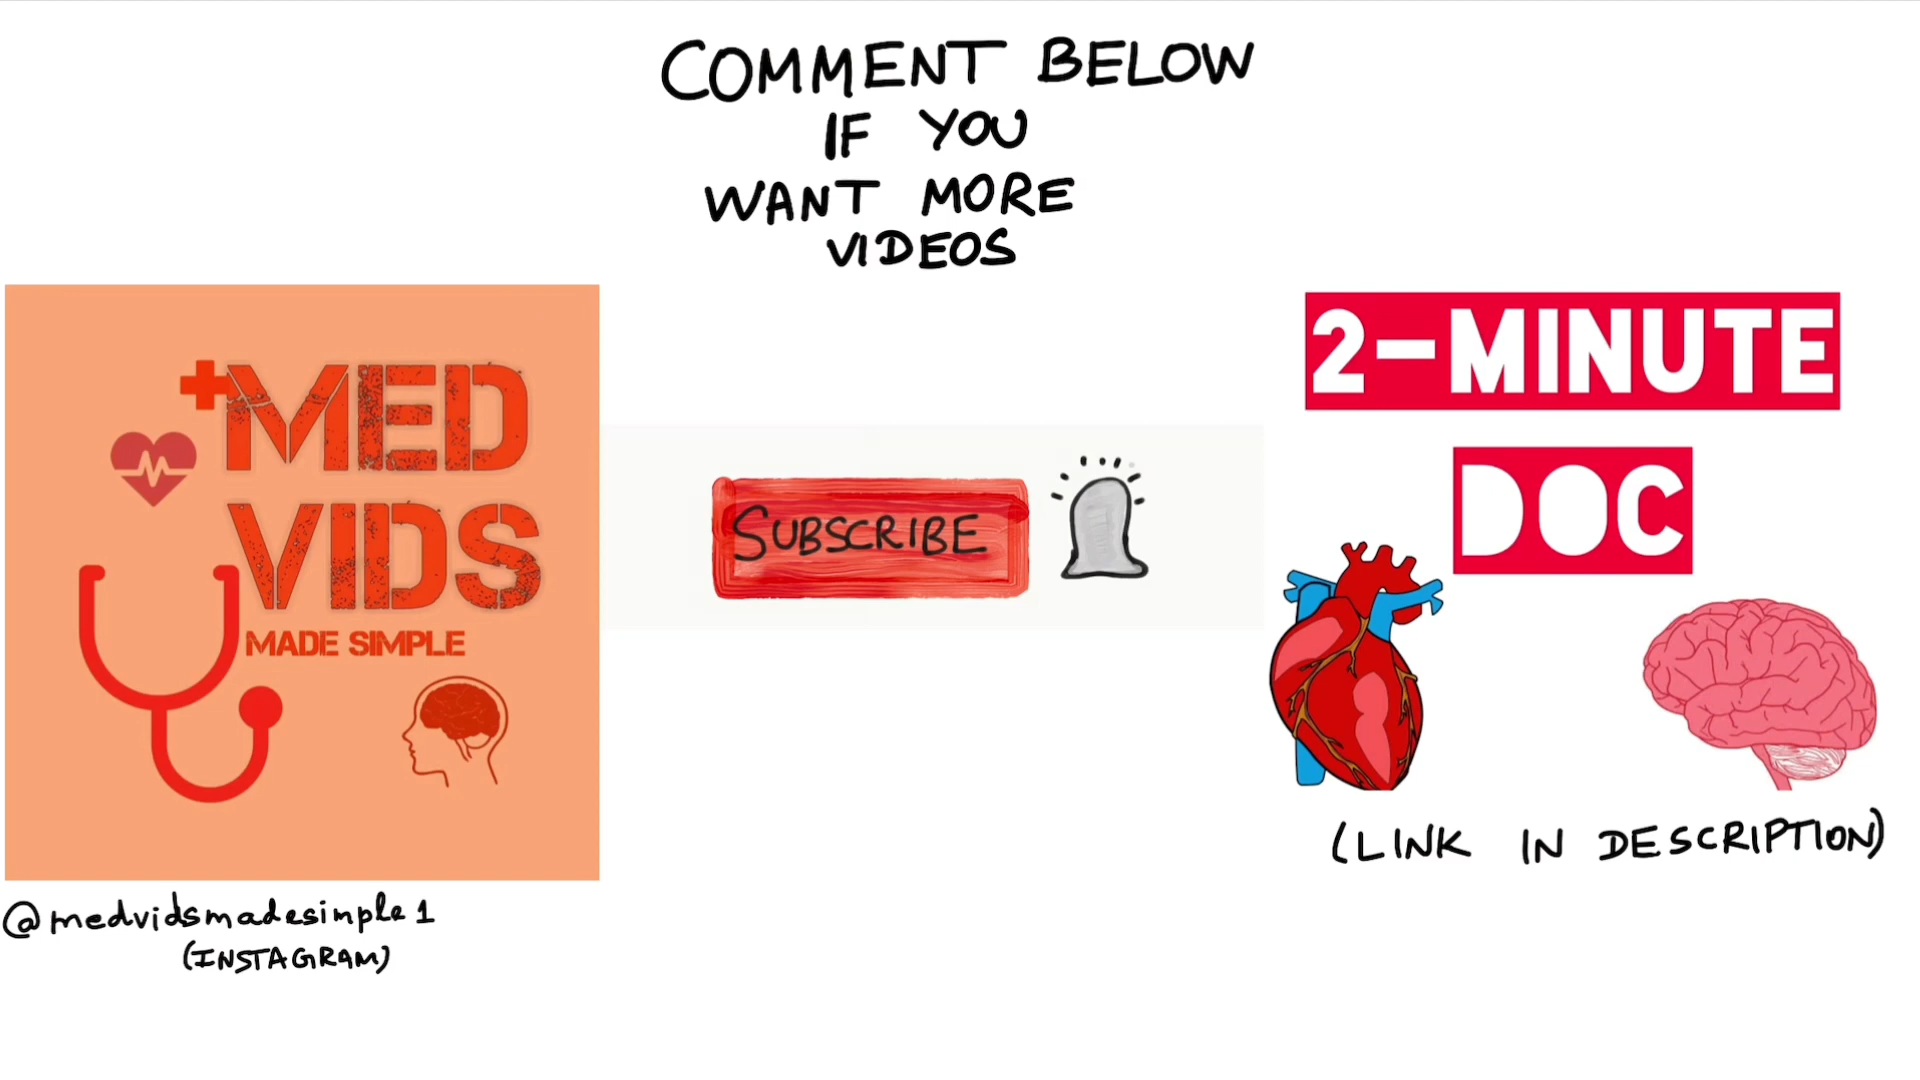 COMMENT BELOW
IF YOU
WANT MORE
VIDEOS
MED
VIDS
MADE SIMPLE
@medvidsmadesimple1
(INSTAGRAM)
SUBSCRIBE
2-MINUTE
DOC
(LINK IN DESCRIPTION)